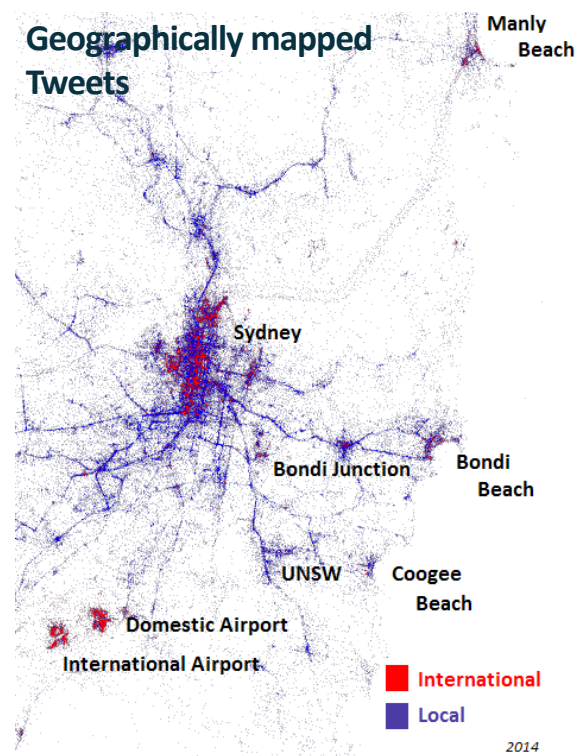 Geographically mapped
Tweets
Manly
Beach
Sydney
Bondi Junction
Bondi
Beach
UNSW
Coogee
Beach
Domestic Airport
International Airport
International
Local
2014